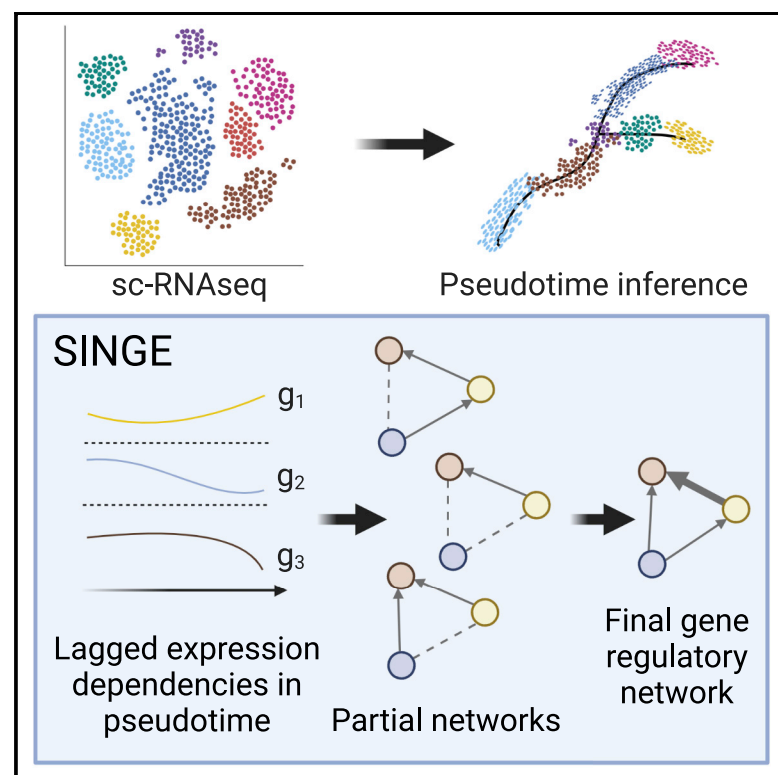 sc-RNAseq
Pseudotime inference
SINGE
g₁
g₂
g₃
Lagged expression
dependencies in
pseudotime
Partial networks
Final gene
regulatory
network